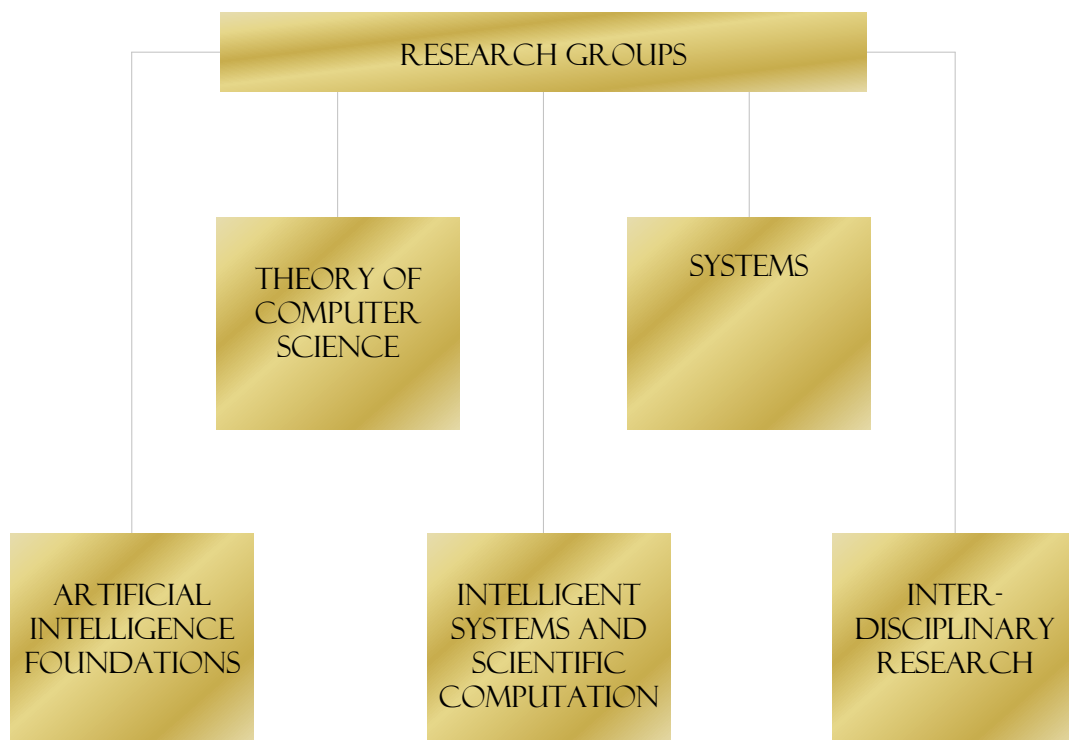 RESEARCH GROUPS
THEORY OF
COMPUTER
SCIENCE
SYSTEMS
ARTIFICIAL
INTELLIGENCE
FOUNDATIONS
INTELLIGENT
SYSTEMS AND
SCIENTIFIC
COMPUTATION
INTER-
DISCIPLINARY
RESEARCH